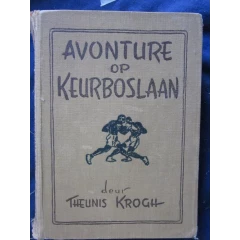 AVONTURE
OP
KEURBOSLAAN
deur
THEUNIS KROGH